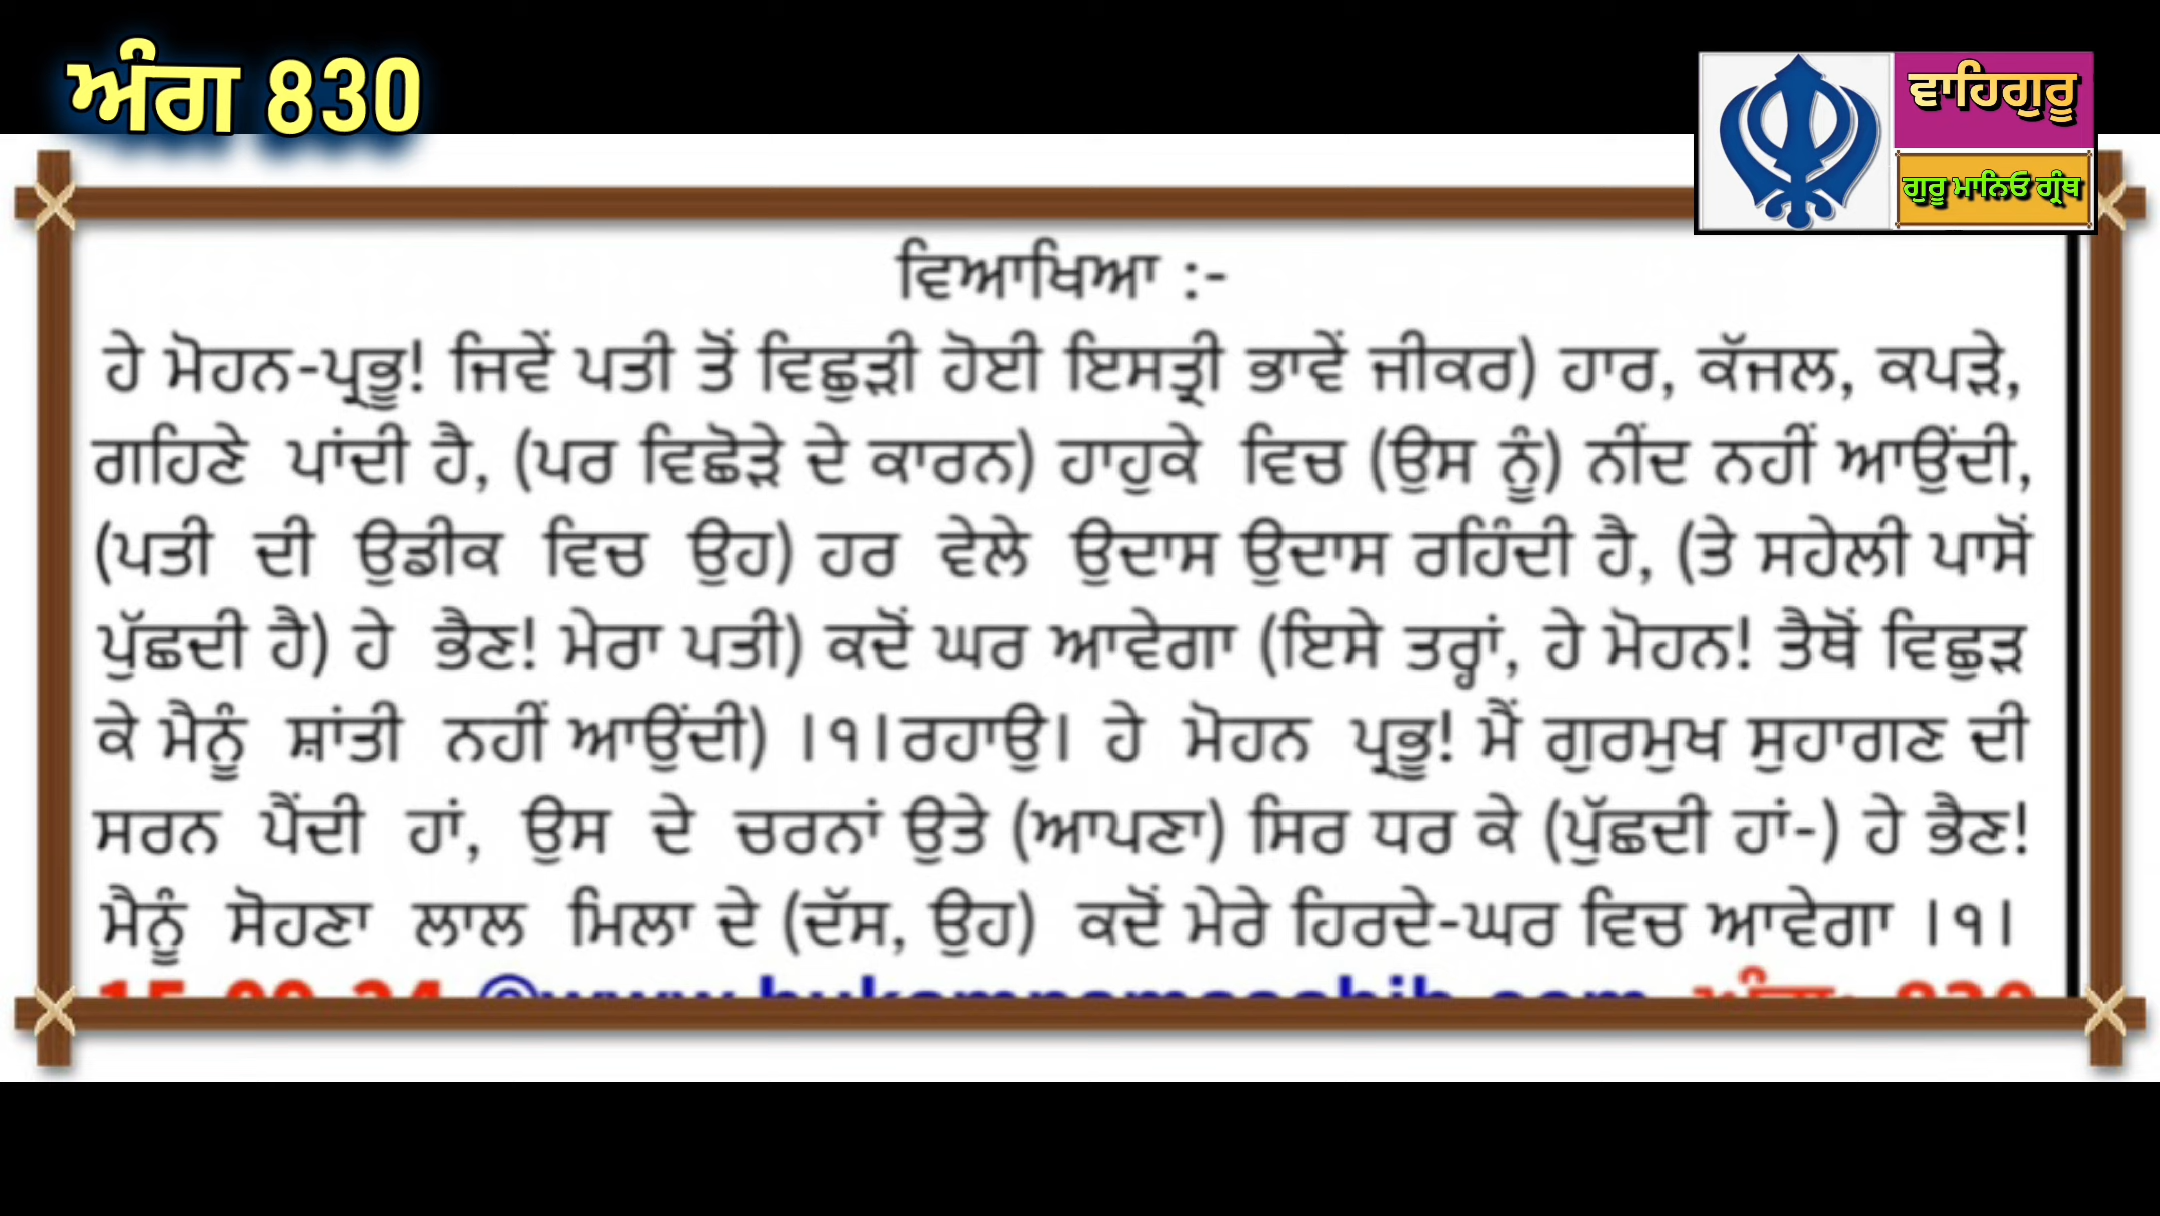 ਅੰਗ 830
ਵਾਹਿਗੁਰੂ
ਗੁਰੂ ਮਾਨਿਓ ਗ੍ਰੰਥ
ਵਿਆਖਿਆ :-
ਹੇ ਮੋਹਨ-ਪ੍ਰਭੂ! ਜਿਵੇਂ ਪਤੀ ਤੋਂ ਵਿਛੁੜੀ ਹੋਈ ਇਸਤ੍ਰੀ ਭਾਵੇਂ ਜੀਕਰ) ਹਾਰ, ਕੱਜਲ, ਕਪੜੇ,
ਗਹਿਣੇ ਪਾਂਦੀ ਹੈ, (ਪਰ ਵਿਛੋੜੇ ਦੇ ਕਾਰਨ) ਹਾਹੁਕੇ ਵਿਚ (ਉਸ ਨੂੰ) ਨੀਂਦ ਨਹੀਂ ਆਉਂਦੀ,
(ਪਤੀ ਦੀ ਉਡੀਕ ਵਿਚ ਉਹ) ਹਰ ਵੇਲੇ ਉਦਾਸ ਉਦਾਸ ਰਹਿੰਦੀ ਹੈ, (ਤੇ ਸਹੇਲੀ ਪਾਸੋਂ
ਪੁੱਛਦੀ ਹੈ) ਹੇ ਭੈਣ! ਮੇਰਾ ਪਤੀ) ਕਦੋਂ ਘਰ ਆਵੇਗਾ (ਇਸੇ ਤਰ੍ਹਾਂ, ਹੇ ਮੋਹਨ! ਤੈਥੋਂ ਵਿਛੁੜ
ਕੇ ਮੈਨੂੰ ਸ਼ਾਂਤੀ ਨਹੀਂ ਆਉਂਦੀ) ।੧।ਰਹਾਉ। ਹੇ ਮੋਹਨ ਪ੍ਰਭੂ! ਮੈਂ ਗੁਰਮੁਖ ਸੁਹਾਗਣ ਦੀ
ਸਰਨ ਪੈਂਦੀ ਹਾਂ, ਉਸ ਦੇ ਚਰਨਾਂ ਉਤੇ (ਆਪਣਾ) ਸਿਰ ਧਰ ਕੇ (ਪੁੱਛਦੀ ਹਾਂ-) ਹੇ ਭੈਣ!
ਮੈਨੂੰ ਸੋਹਣਾ ਲਾਲ ਮਿਲਾ ਦੇ (ਦੱਸ, ਉਹ) ਕਦੋਂ ਮੇਰੇ ਹਿਰਦੇ-ਘਰ ਵਿਚ ਆਵੇਗਾ ।੧।